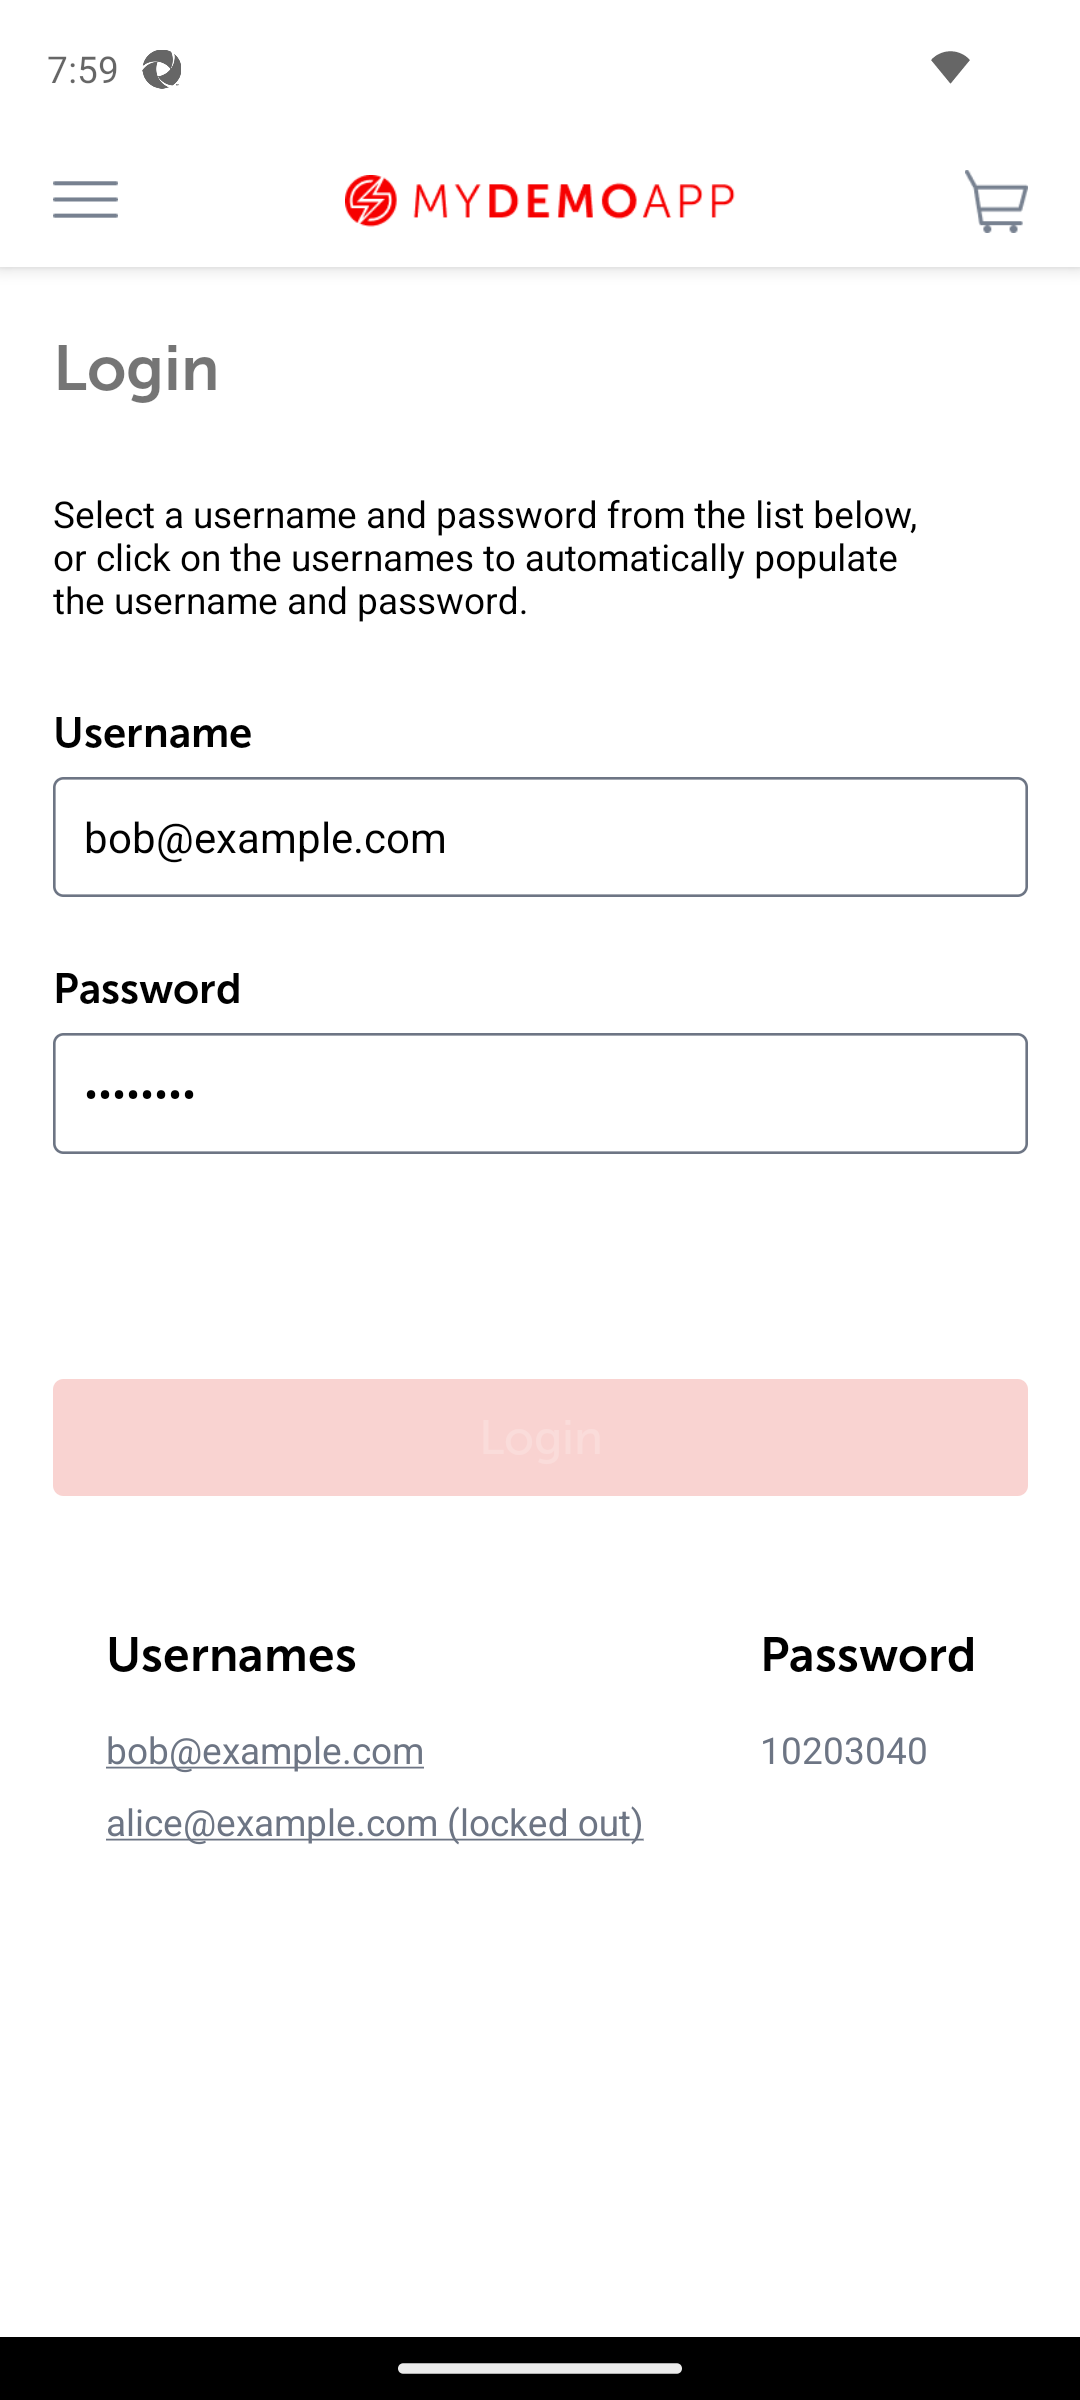 7:59
MYDEMOAPP
Login
Select a username and password from the list below,
or click on the usernames to automatically populate
the username and password.
Username
bob@example.com
Password
••••••••
Login
Usernames Password
bob@example.com 10203040
alice@example.com (locked out)